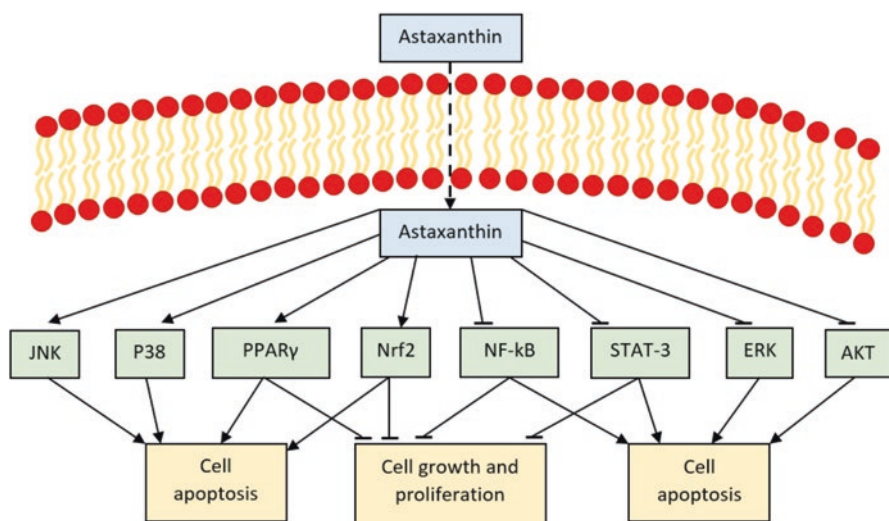 Astaxanthin
Astaxanthin
JNK
P38
PPARγ
Nrf2
NF-kB
STAT-3
ERK
AKT
Cell
apoptosis
Cell growth and
proliferation
Cell
apoptosis